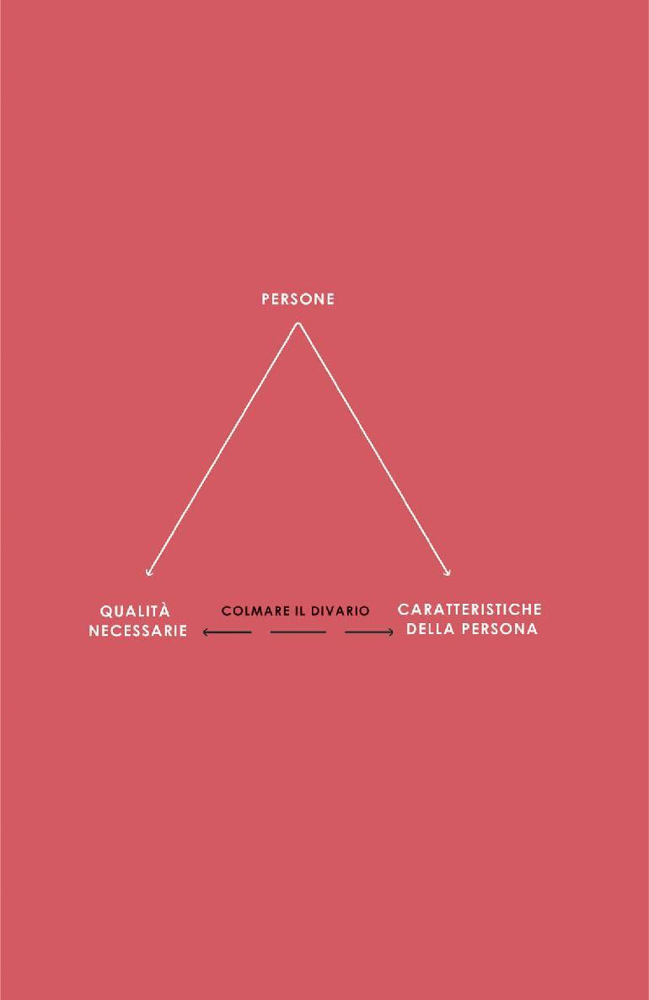 PERSONE
QUALITÀ
NECESSARIE
COLMARE IL DIVARIO
CARATTERISTICHE
DELLA PERSONA